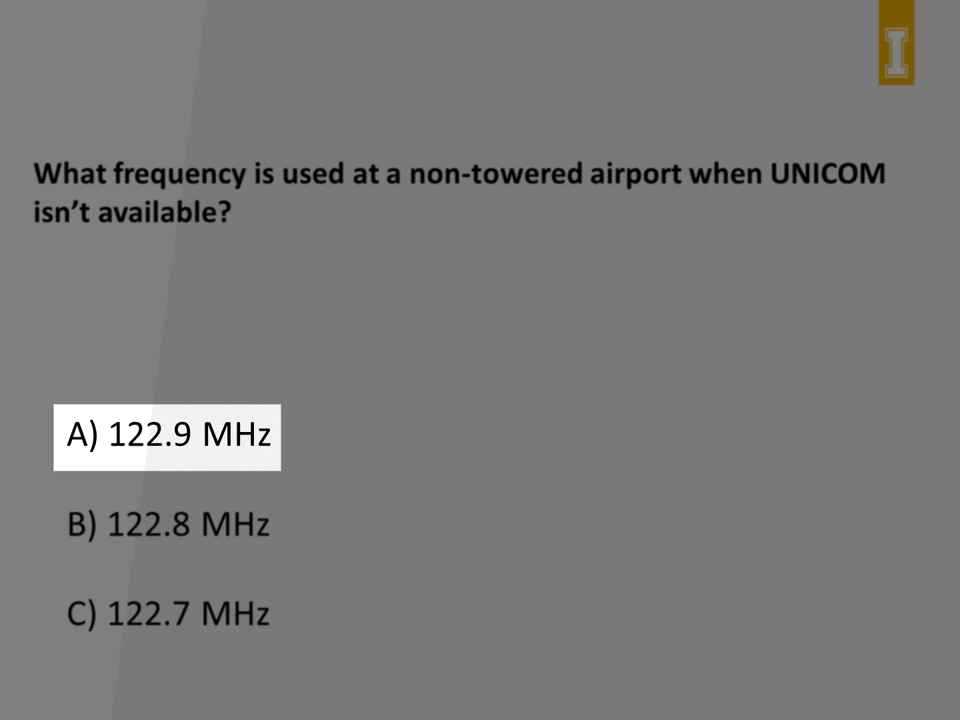 I
What frequency is used at a non-towered airport when UNICOM
isn’t available?
A) 122.9 MHz
B) 122.8 MHz
C) 122.7 MHz